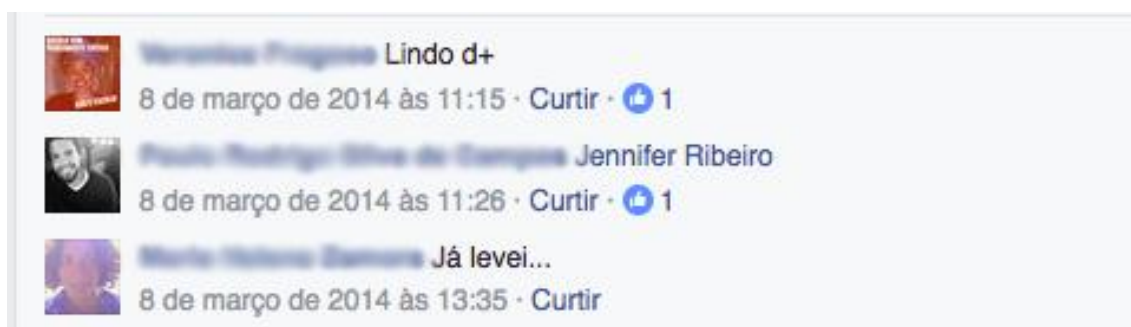 Lindo d+
8 de março de 2014 às 11:15 · Curtir · 1
Jennifer Ribeiro
8 de março de 2014 às 11:26 · Curtir · 1
Já levei...
8 de março de 2014 às 13:35 · Curtir